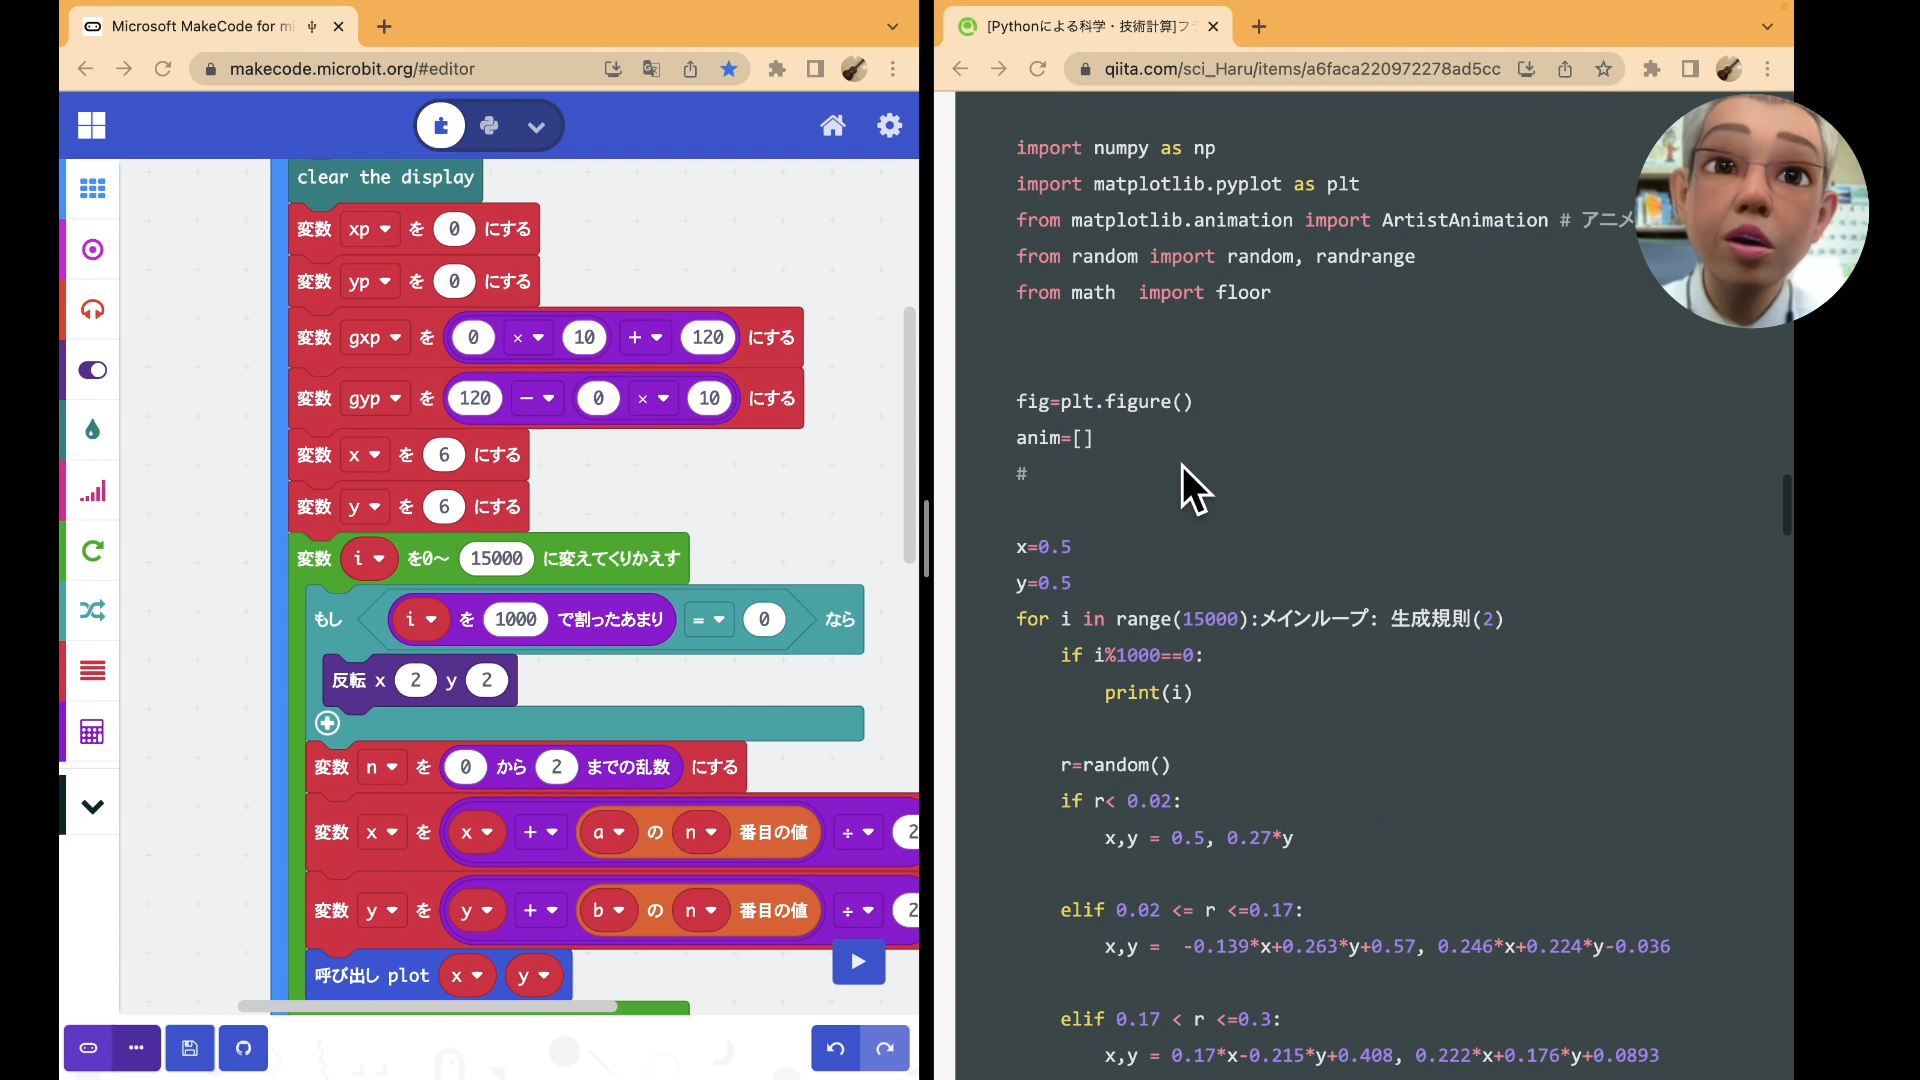 Microsoft MakeCode for mi
makecode.microbit.org/#editor
clear the display
変数 xp を 0 にする
変数 yp を 0 にする
変数 gxp を 0 × 10 + 120 にする
変数 gyp を 120 − 0 × 10 にする
変数 x を 6 にする
変数 y を 6 にする
変数 i を0〜 15000 に変えてくりかえす
もし i を 1000 で割ったあまり = 0 なら
反転 x 2 y 2
変数 n を 0 から 2 までの乱数 にする
変数 x を x + a の n 番目の値 ÷ 2
変数 y を y + b の n 番目の値 ÷ 2
呼び出し plot x y
[Pythonによる科学・技術計算]フラ
qiita.com/sci_Haru/items/a6faca220972278ad5cc
import numpy as np
import matplotlib.pyplot as plt
from matplotlib.animation import ArtistAnimation # アニメ
from random import random, randrange
from math  import floor
fig=plt.figure()
anim=[]
#
x=0.5
y=0.5
for i in range(15000):メインループ: 生成規則(2)
if i%1000==0:
print(i)
r=random()
if r< 0.02:
x,y = 0.5, 0.27*y
elif 0.02 <= r <=0.17:
x,y =  -0.139*x+0.263*y+0.57, 0.246*x+0.224*y-0.036
elif 0.17 < r <=0.3:
x,y = 0.17*x-0.215*y+0.408, 0.222*x+0.176*y+0.0893